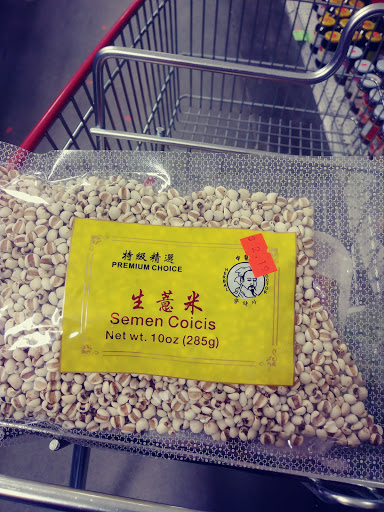 特级精選
PREMIUM CHOICE
生薏米
Semen Coicis
Net wt. 10oz (285g)